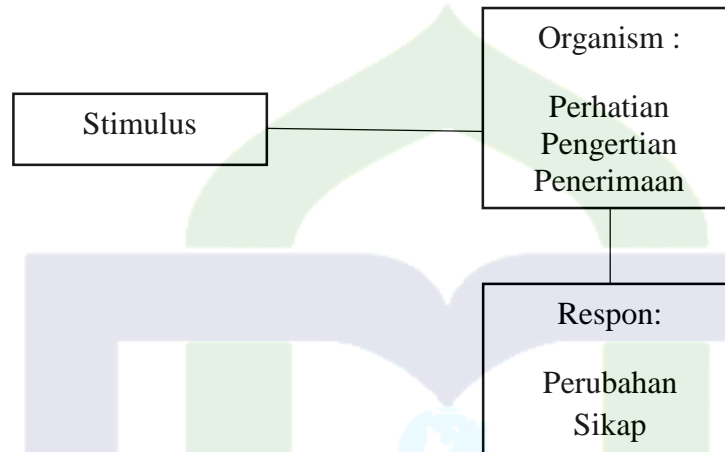 Stimulus
Organism :
Perhatian
Pengertian
Penerimaan
Respon:
Perubahan
Sikap